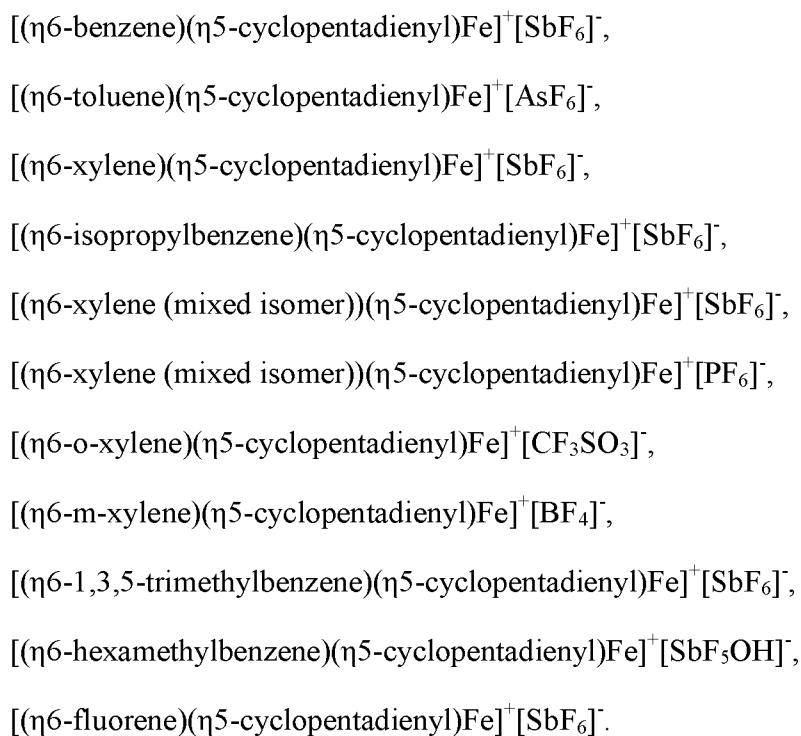 [(η6-benzene)(η5-cyclopentadienyl)Fe]⁺[SbF₆]⁻,
[(η6-toluene)(η5-cyclopentadienyl)Fe]⁺[AsF₆]⁻,
[(η6-xylene)(η5-cyclopentadienyl)Fe]⁺[SbF₆]⁻,
[(η6-isopropylbenzene)(η5-cyclopentadienyl)Fe]⁺[SbF₆]⁻,
[(η6-xylene (mixed isomer))(η5-cyclopentadienyl)Fe]⁺[SbF₆]⁻,
[(η6-xylene (mixed isomer))(η5-cyclopentadienyl)Fe]⁺[PF₆]⁻,
[(η6-o-xylene)(η5-cyclopentadienyl)Fe]⁺[CF₃SO₃]⁻,
[(η6-m-xylene)(η5-cyclopentadienyl)Fe]⁺[BF₄]⁻,
[(η6-1,3,5-trimethylbenzene)(η5-cyclopentadienyl)Fe]⁺[SbF₆]⁻,
[(η6-hexamethylbenzene)(η5-cyclopentadienyl)Fe]⁺[SbF₅OH]⁻,
[(η6-fluorene)(η5-cyclopentadienyl)Fe]⁺[SbF₆]⁻.